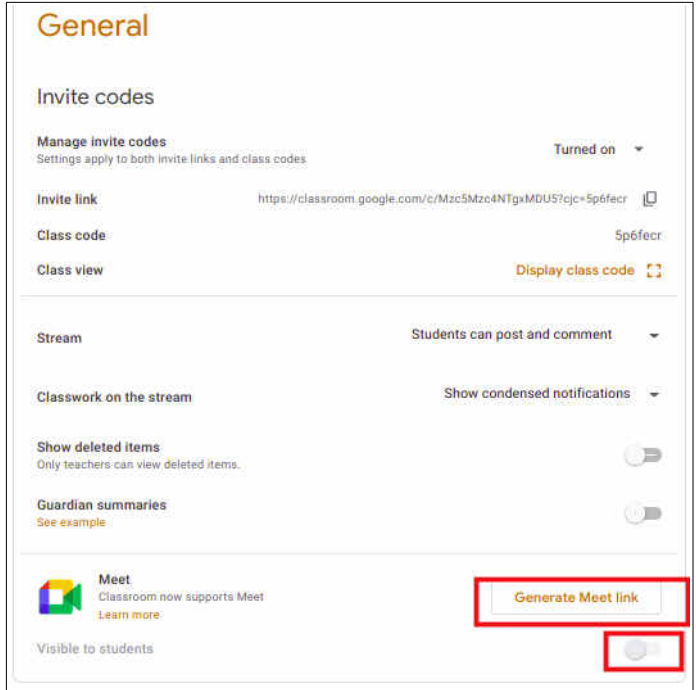 General
Invite codes
Manage invite codes
Settings apply to both invite links and class codes
Turned on
Invite link
https://classroom.google.com/c/Mzc5Mzc4NTgxMDU5?cjc=5p6fecr
Class code
5p6fecr
Class view
Display class code
Stream
Students can post and comment
Classwork on the stream
Show condensed notifications
Show deleted items
Only teachers can view deleted items.
Guardian summaries
See example
Meet
Classroom now supports Meet
Learn more
Generate Meet link
Visible to students